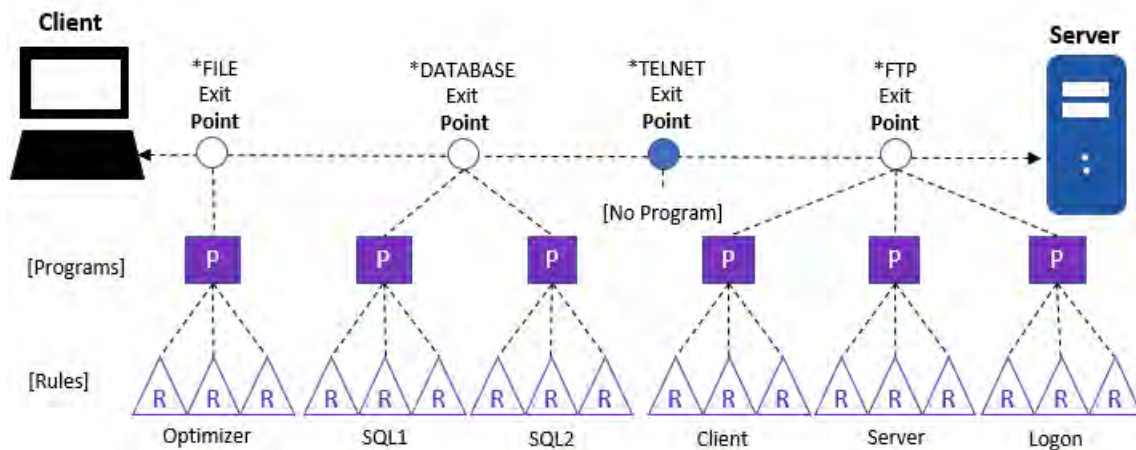 Client
Server
*FILE
Exit
Point
*DATABASE
Exit
Point
*TELNET
Exit
Point
*FTP
Exit
Point
[No Program]
[Programs]
P
P
P
P
P
P
[Rules]
R R R
R R R
R R R
R R R
R R R
R R R
Optimizer
SQL1
SQL2
Client
Server
Logon